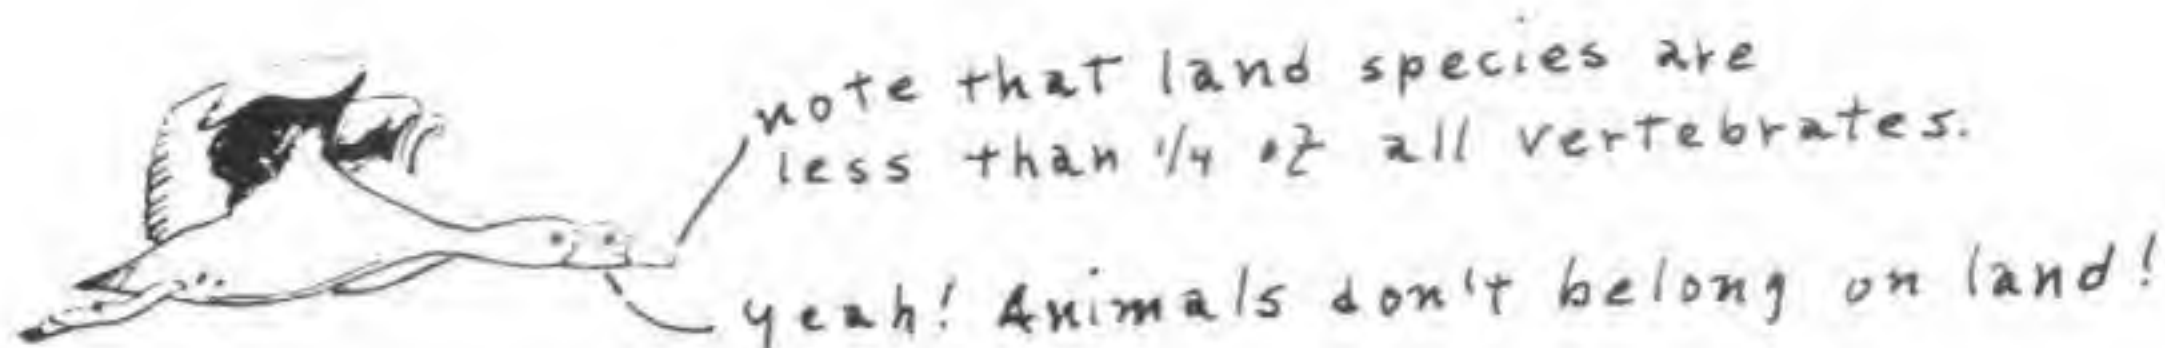 note that land species are
less than 1/4 of all vertebrates.
yeah! Animals don't belong on land!